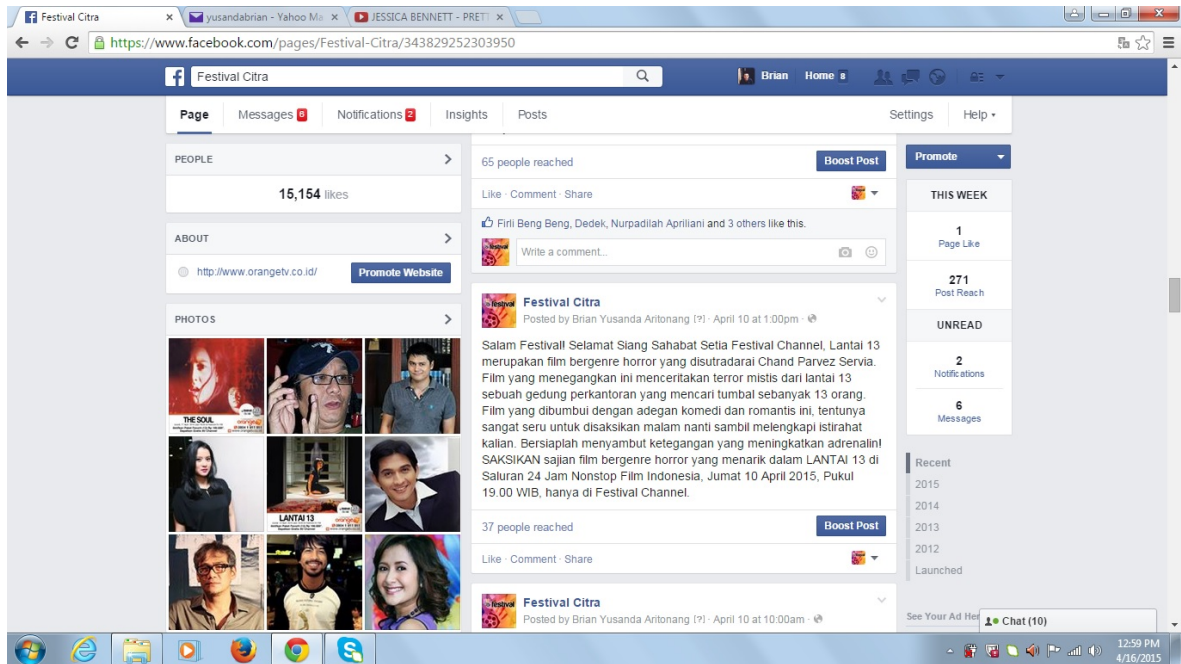 Festival Citra
yusandabrian - Yahoo Ma
JESSICA BENNETT - PRETT
https://www.facebook.com/pages/Festival-Citra/343829252303950
Festival Citra
Brian Home 8
Page Messages 8 Notifications 2 Insights Posts Settings Help
PEOPLE
15,154 likes
ABOUT
http://www.orangetv.co.id/ Promote Website
PHOTOS
THE SOUL
LANTAI 13
65 people reached Boost Post
Like · Comment · Share
Firli Beng Beng, Dedek, Nurpadilah Apriliani and 3 others like this.
Write a comment...
Festival Citra
Posted by Brian Yusanda Aritonang [?] · April 10 at 1:00pm ·
Salam Festival! Selamat Siang Sahabat Setia Festival Channel, Lantai 13
merupakan film bergenre horror yang disutradarai Chand Parvez Servia.
Film yang menegangkan ini menceritakan terror mistis dari lantai 13
sebuah gedung perkantoran yang mencari tumbal sebanyak 13 orang.
Film yang dibumbui dengan adegan komedi dan romantis ini, tentunya
sangat seru untuk disaksikan malam nanti sambil melengkapi istirahat
kalian. Bersiaplah menyambut ketegangan yang meningkatkan adrenalin!
SAKSIKAN sajian film bergenre horror yang menarik dalam LANTAI 13 di
Saluran 24 Jam Nonstop Film Indonesia, Jumat 10 April 2015, Pukul
19.00 WIB, hanya di Festival Channel.
37 people reached Boost Post
Like · Comment · Share
Festival Citra
Posted by Brian Yusanda Aritonang [?] · April 10 at 10:00am ·
Promote
THIS WEEK
1
Page Like
271
Post Reach
UNREAD
2
Notifications
6
Messages
Recent
2015
2014
2013
2012
Launched
See Your Ad Her
Chat (10)
12:59 PM
4/16/2015